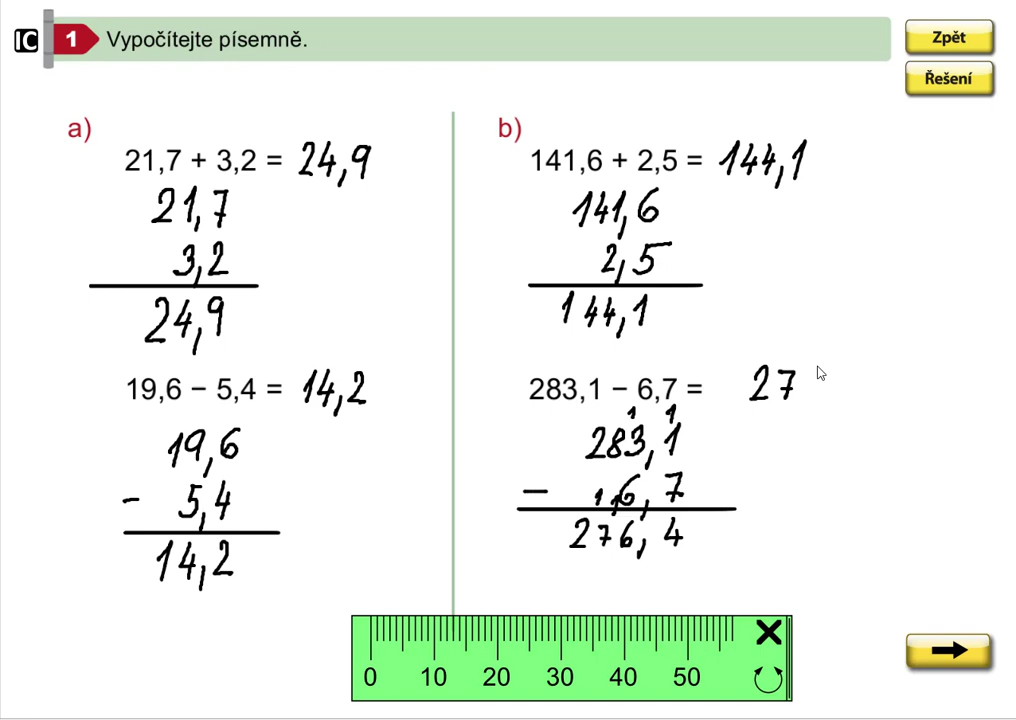 IC 1 Vypočítejte písemně. Zpět
Řešení
a)
21,7 + 3,2 = 24,9
21,7
3,2
24,9
19,6 − 5,4 = 14,2
19,6
- 5,4
14,2
b)
141,6 + 2,5 = 144,1
141,6
2,5
144,1
283,1 − 6,7 = 27
1 1
283,1
- 1 1 6,7
276,4
0 10 20 30 40 50